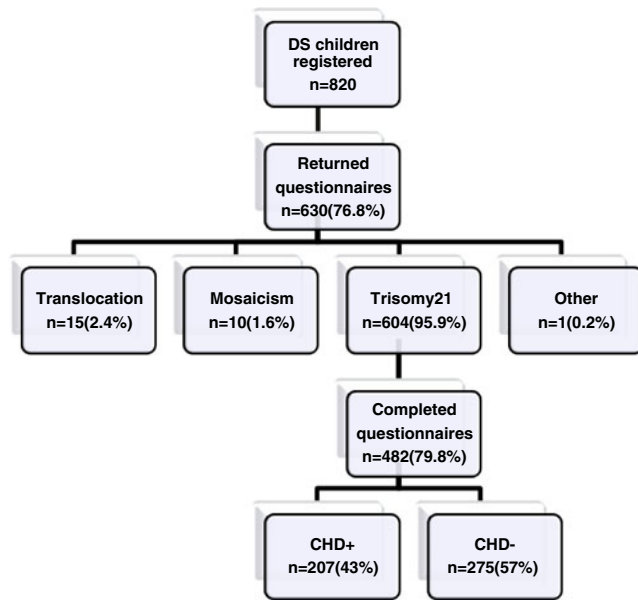 DS children
registered
n=820
Returned
questionnaires
n=630(76.8%)
Translocation
n=15(2.4%)
Mosaicism
n=10(1.6%)
Trisomy21
n=604(95.9%)
Other
n=1(0.2%)
Completed
questionnaires
n=482(79.8%)
CHD+
n=207(43%)
CHD-
n=275(57%)